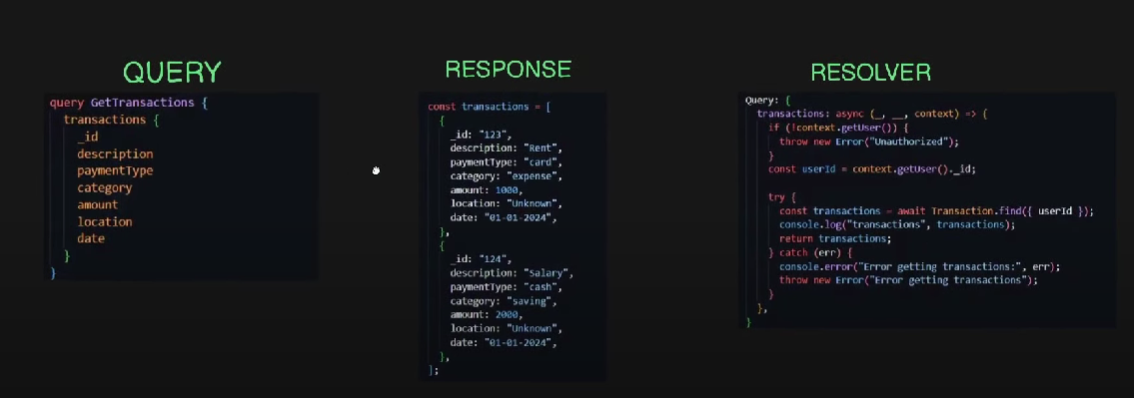 QUERY
query GetTransactions {
transactions {
_id
description
paymentType
category
amount
location
date
}
}
RESPONSE
const transactions = [
{
_id: "123",
description: "Rent",
paymentType: "card",
category: "expense",
amount: 1000,
location: "Unknown",
date: "01-01-2024",
},
{
_id: "124",
description: "Salary",
paymentType: "cash",
category: "saving",
amount: 2000,
location: "Unknown",
date: "01-01-2024",
},
];
RESOLVER
Query: {
transactions: async (_, __, context) => {
if (!context.getUser()) {
throw new Error("Unauthorized");
}
const userId = context.getUser()._id;
try {
const transactions = await Transaction.find({ userId });
console.log("transactions", transactions);
return transactions;
} catch (err) {
console.error("Error getting transactions:", err);
throw new Error("Error getting transactions");
}
},
}